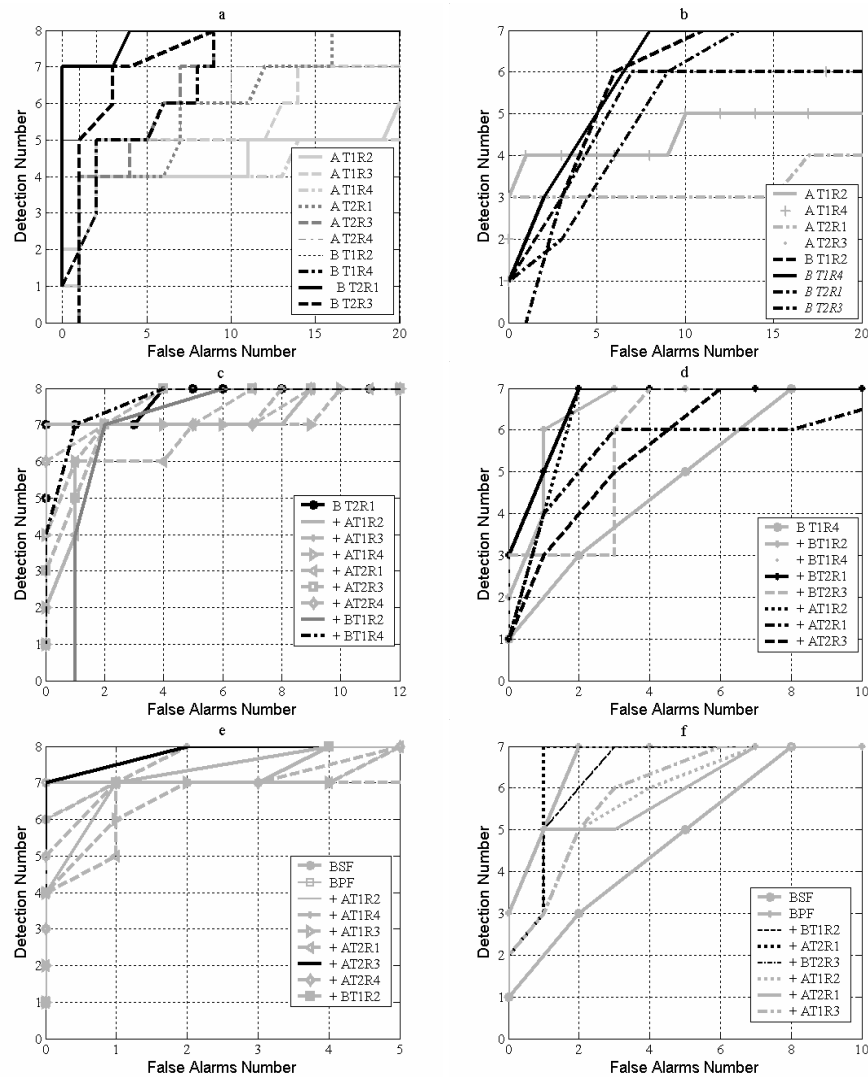 a
8
7
6
5
4
3
2
1
0
0 5 10 15 20
Detection Number
False Alarms Number
A T1R2
A T1R3
A T1R4
A T2R1
A T2R3
A T2R4
B T1R2
B T1R4
B T2R1
B T2R3
b
7
6
5
4
3
2
1
0
0 5 10 15 20
Detection Number
False Alarms Number
A T1R2
A T1R4
A T2R1
A T2R3
B T1R2
B T1R4
B T2R1
B T2R3
c
8
7
6
5
4
3
2
1
0
0 2 4 6 8 10 12
Detection Number
False Alarms Number
B T2R1
+ AT1R2
+ AT1R3
+ AT1R4
+ AT2R1
+ AT2R3
+ AT2R4
+ BT1R2
+ BT1R4
d
7
6
5
4
3
2
1
0
0 2 4 6 8 10
Detection Number
False Alarms Number
B T1R4
+ BT1R2
+ BT1R4
+ BT2R1
+ BT2R3
+ AT1R2
+ AT2R1
+ AT2R3
e
8
7
6
5
4
3
2
1
0
0 1 2 3 4 5
Detection Number
False Alarms Number
BSF
BPF
+ AT1R2
+ AT1R4
+ AT1R3
+ AT2R1
+ AT2R3
+ AT2R4
+ BT1R2
f
7
6
5
4
3
2
1
0
0 2 4 6 8 10
Detection Number
False Alarms Number
BSF
BPF
+ BT1R2
+ AT2R1
+ BT2R3
+ AT1R2
+ AT2R1
+ AT1R3